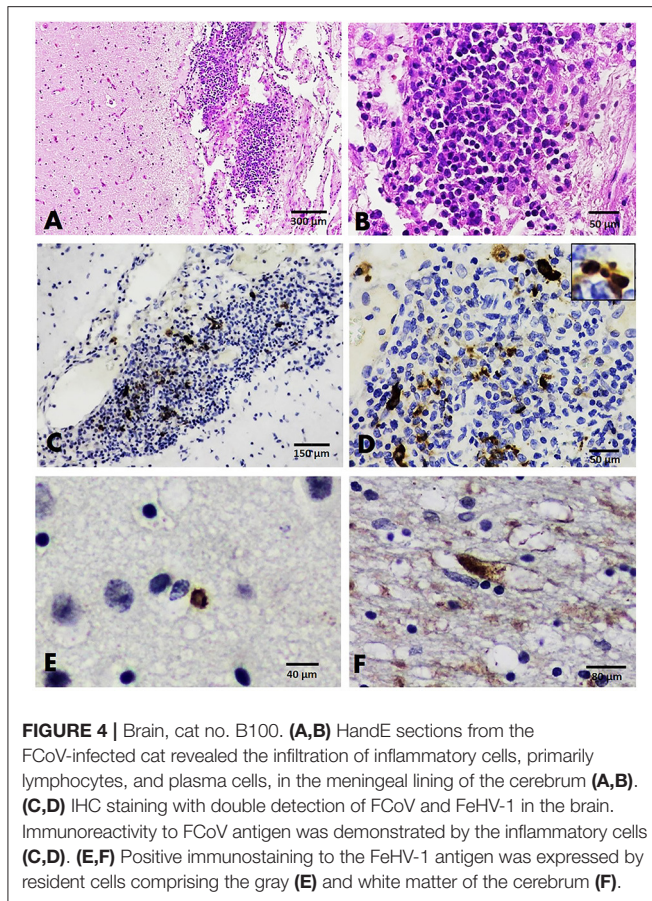 A
300 µm
B
50 µm
C
150 µm
D
50 µm
E
40 µm
F
80 µm
FIGURE 4 | Brain, cat no. B100. (A,B) HandE sections from the
FCoV-infected cat revealed the infiltration of inflammatory cells, primarily
lymphocytes, and plasma cells, in the meningeal lining of the cerebrum (A,B).
(C,D) IHC staining with double detection of FCoV and FeHV-1 in the brain.
Immunoreactivity to FCoV antigen was demonstrated by the inflammatory cells
(C,D). (E,F) Positive immunostaining to the FeHV-1 antigen was expressed by
resident cells comprising the gray (E) and white matter of the cerebrum (F).